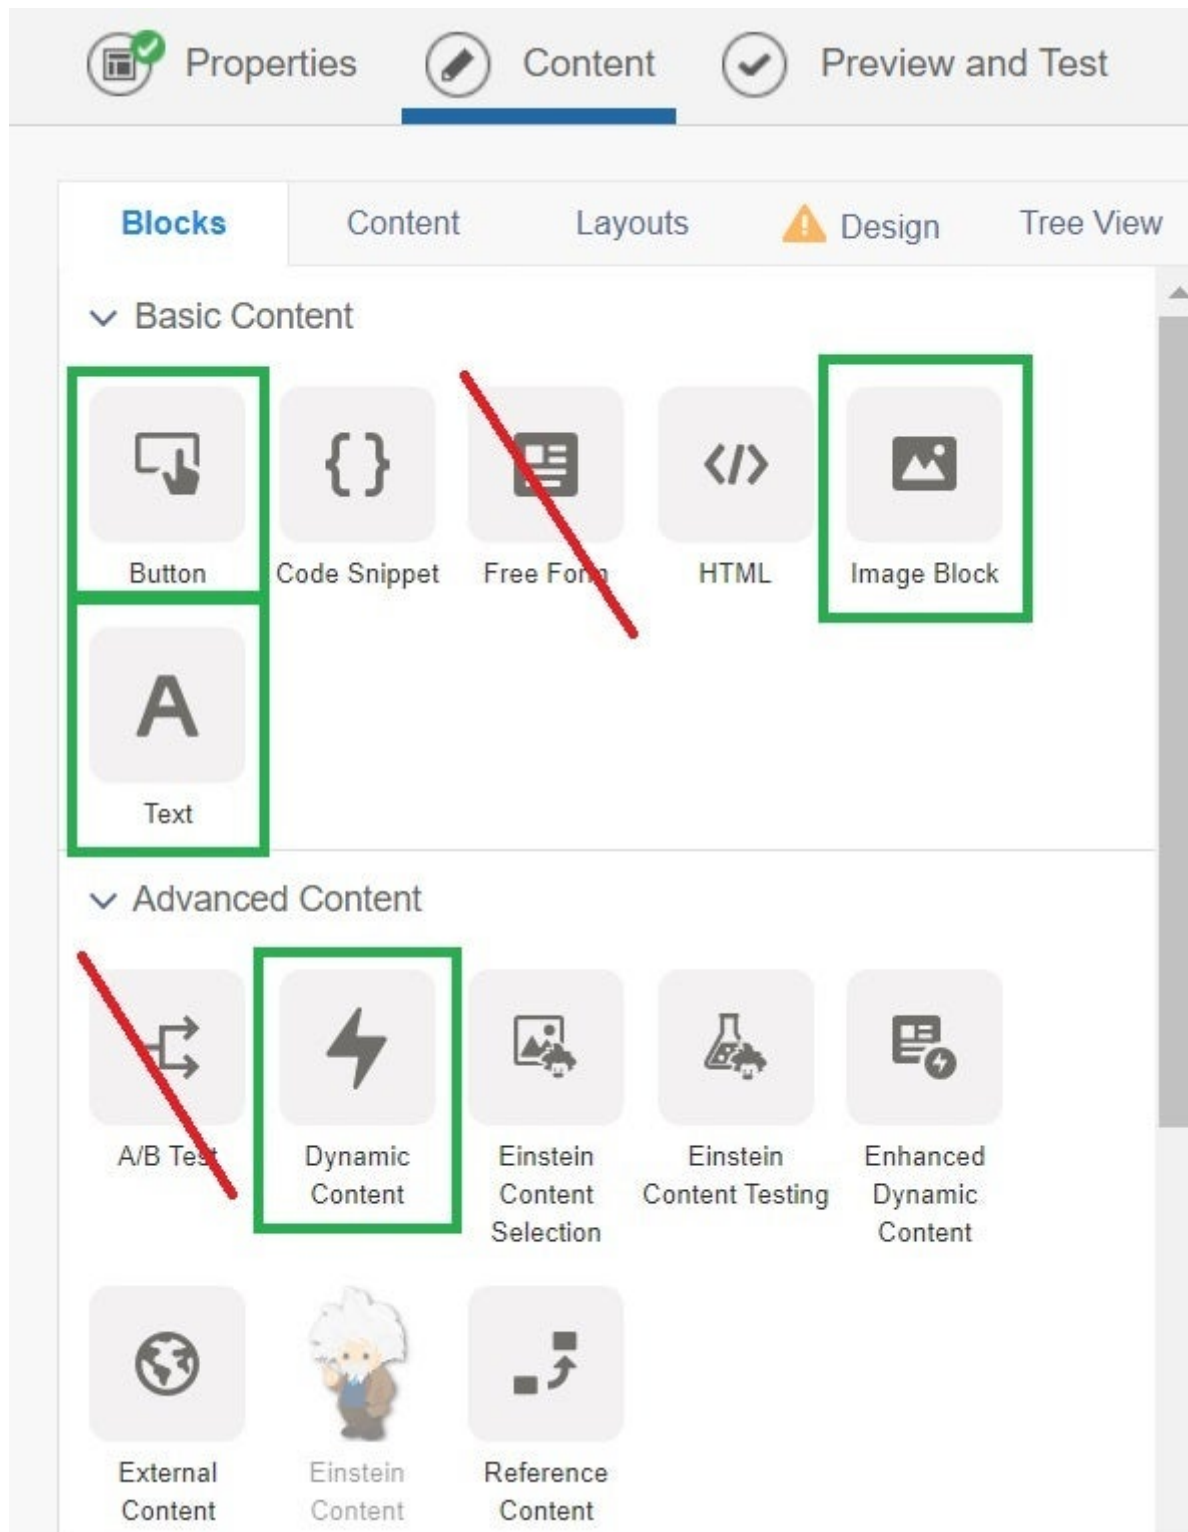 Properties Content Preview and Test
Blocks Content Layouts Design Tree View
Basic Content
Button Code Snippet Free Form HTML Image Block
A
Text
Advanced Content
A/B Test Dynamic Einstein Einstein Enhanced
Content Content Content Testing Dynamic
Selection Content
External Einstein Reference
Content Content Content